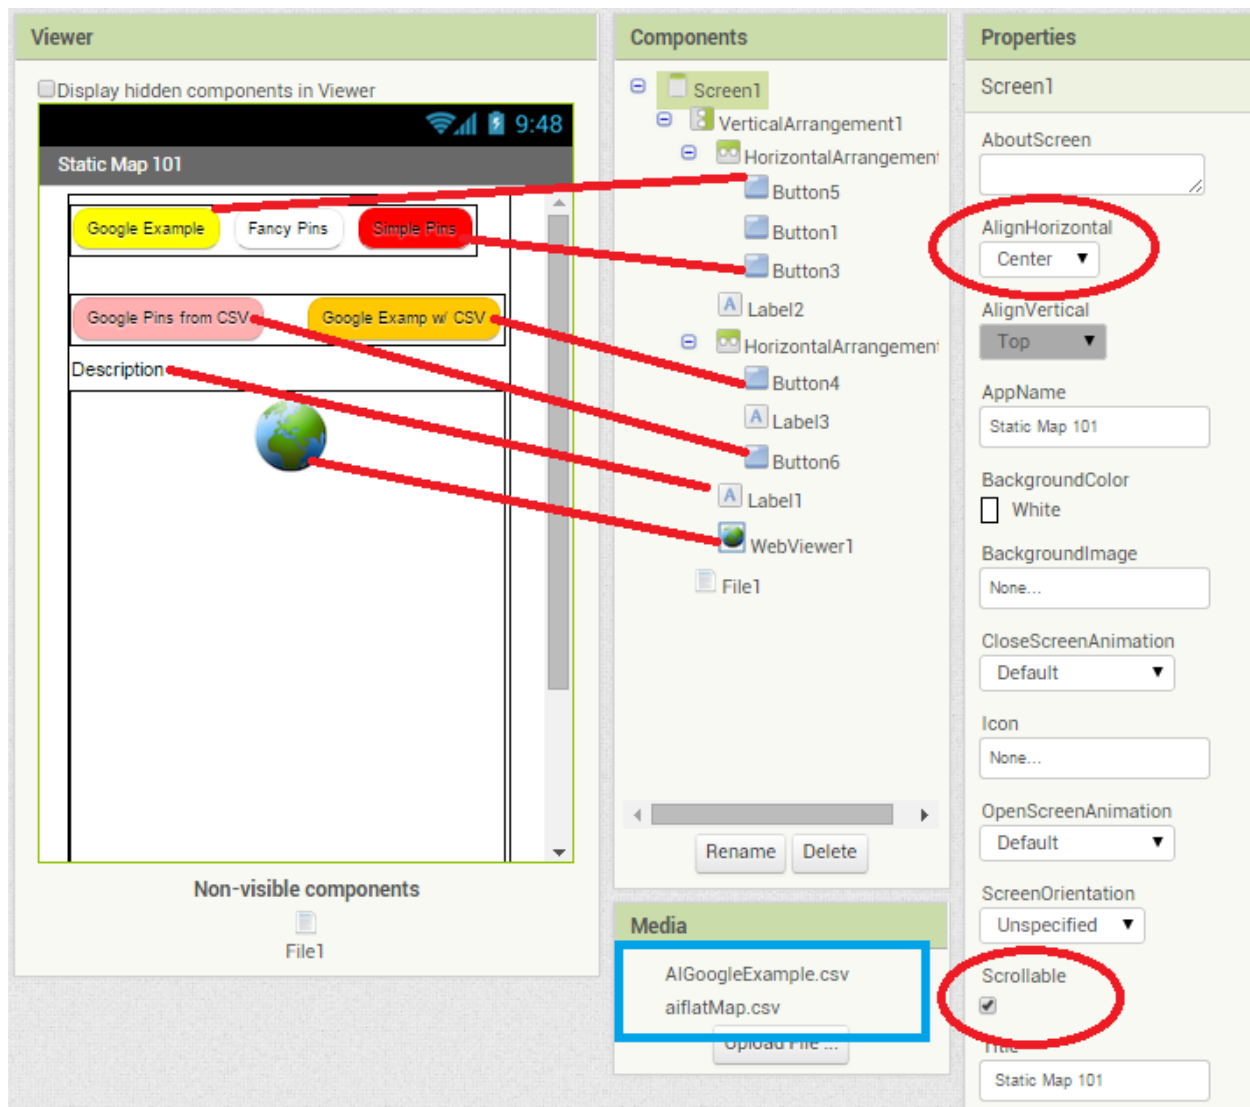 Viewer
Display hidden components in Viewer
9:48
Static Map 101
Google Example
Fancy Pins
Simple Pins
Google Pins from CSV
Google Examp w/ CSV
Description
Non-visible components
File1
Components
Screen1
VerticalArrangement1
HorizontalArrangement
Button5
Button1
Button3
A Label2
HorizontalArrangement
Button4
A Label3
Button6
A Label1
WebViewer1
File1
Rename
Delete
Media
AIGoogleExample.csv
aiflatMap.csv
Upload File ...
Properties
Screen1
AboutScreen
AlignHorizontal
Center
AlignVertical
Top
AppName
Static Map 101
BackgroundColor
White
BackgroundImage
None...
CloseScreenAnimation
Default
Icon
None...
OpenScreenAnimation
Default
ScreenOrientation
Unspecified
Scrollable
Title
Static Map 101